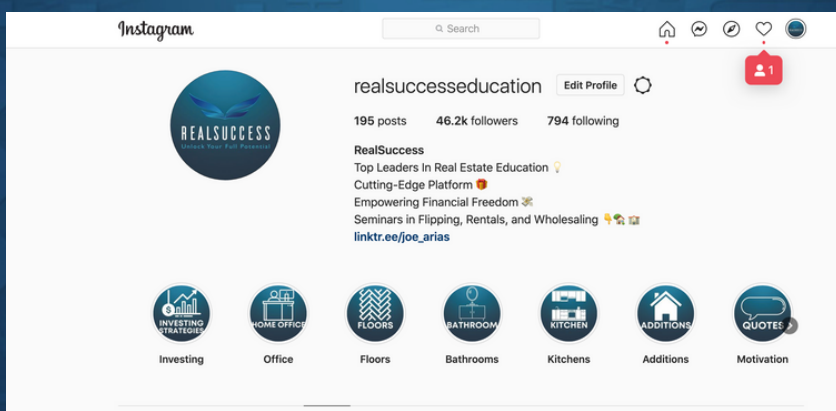 Instagram
Search
1
realsuccesseducation Edit Profile
195 posts 46.2k followers 794 following
REALSUCCESS
Unlock Your Full Potential
RealSuccess
Top Leaders In Real Estate Education 💡
Cutting-Edge Platform 🎁
Empowering Financial Freedom 💸
Seminars in Flipping, Rentals, and Wholesaling 👇🏡🏠
linktr.ee/joe_arias
INVESTING
STRATEGIES
HOME OFFICE
FLOORS
BATHROOM
KITCHEN
ADDITIONS
QUOTES
Investing Office Floors Bathrooms Kitchens Additions Motivation